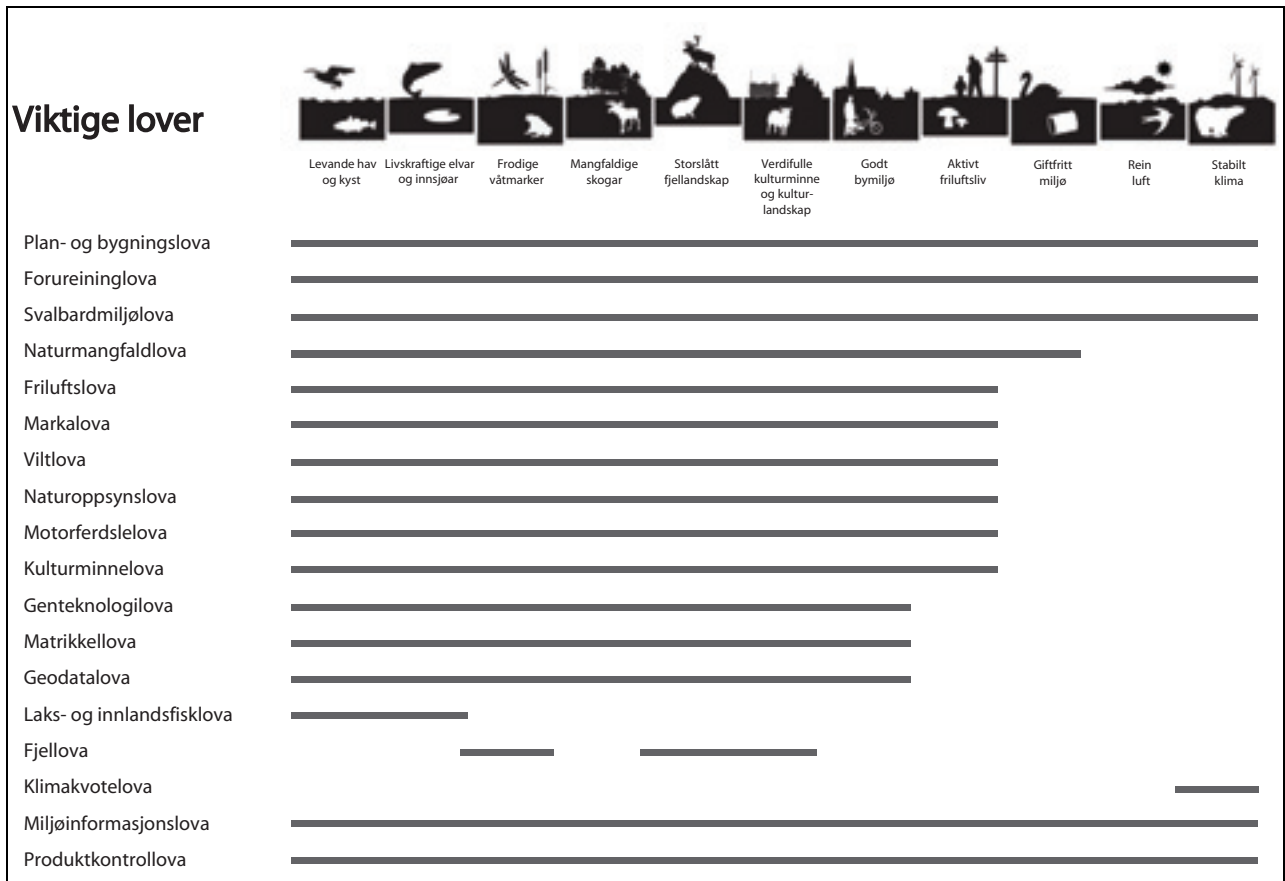 Viktige lover
Levande hav
og kyst
Livskraftige elvar
og innsjøar
Frodige
våtmarker
Mangfaldige
skogar
Storslått
fjellandskap
Verdifulle
kulturminne
og kultur-
landskap
Godt
bymiljø
Aktivt
friluftsliv
Giftfritt
miljø
Rein
luft
Stabilt
klima
Plan- og bygningslova
Forureininglova
Svalbardmiljølova
Naturmangfaldlova
Friluftslova
Markalova
Viltlova
Naturoppsynslova
Motorferdslelova
Kulturminnelova
Genteknologilova
Matrikkellova
Geodatalova
Laks- og innlandsfisklova
Fjellova
Klimakvotelova
Miljøinformasjonslova
Produktkontrollova